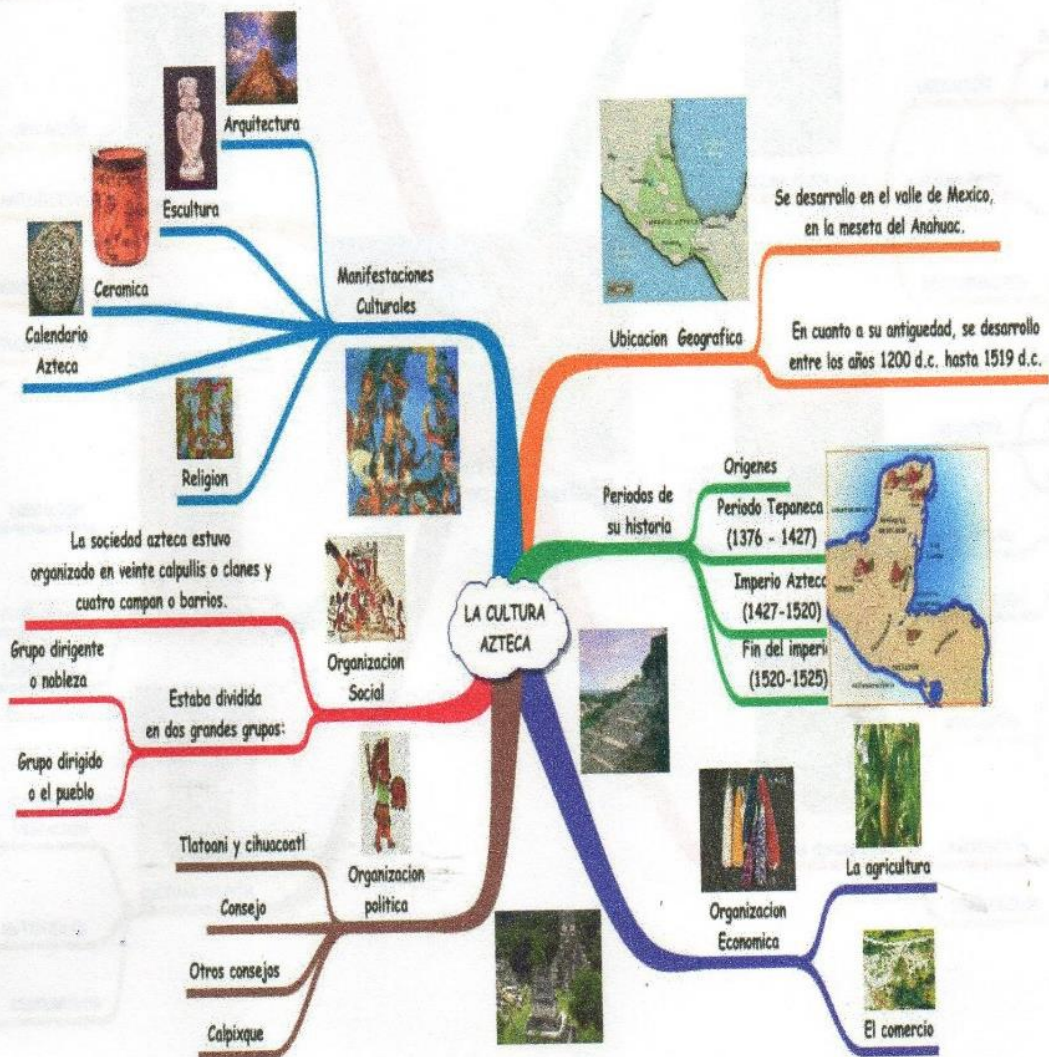 LA CULTURA
AZTECA
Ubicacion Geografica
Se desarrollo en el valle de Mexico,
en la meseta del Anahuac.
En cuanto a su antiguedad, se desarrollo
entre los años 1200 d.c. hasta 1519 d.c.
Periodos de
su historia
Origenes
Periodo Tepaneca
(1376 - 1427)
Imperio Azteca
(1427-1520)
Fin del imperi
(1520-1525)
Organizacion
Economica
La agricultura
El comercio
Organizacion
politica
Tlatoani y cihuacoatl
Consejo
Otros consejos
Calpixque
Organizacion
Social
La sociedad azteca estuvo
organizado en veinte calpullis o clanes y
cuatro campan o barrios.
Estaba dividida
en dos grandes grupos:
Grupo dirigente
o nobleza
Grupo dirigido
o el pueblo
Manifestaciones
Culturales
Arquitectura
Escultura
Ceramica
Calendario
Azteca
Religion